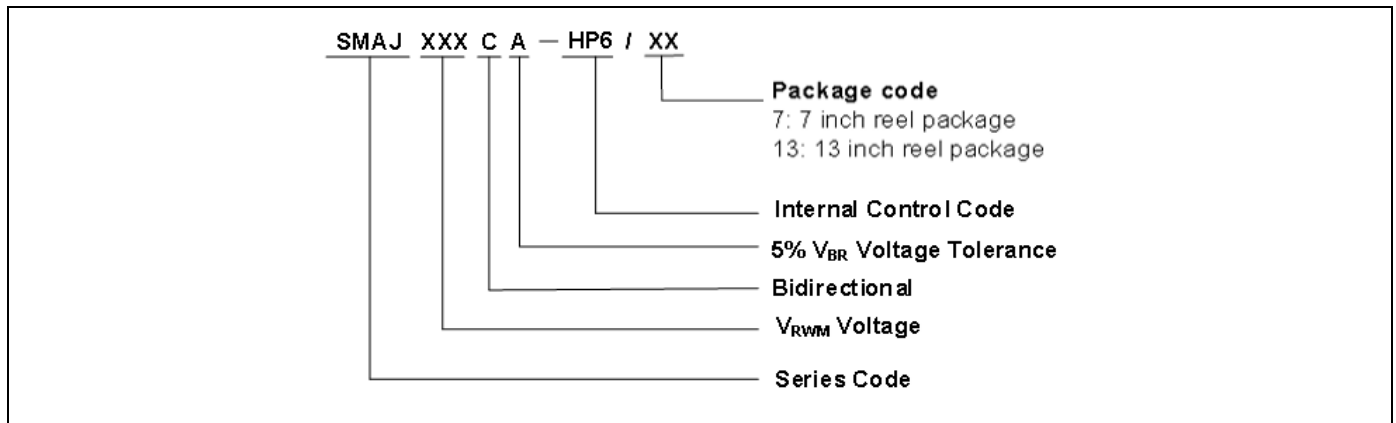 SMAJ XXX C A — HP6 / XX
Package code
7: 7 inch reel package
13: 13 inch reel package
Internal Control Code
5% VBR Voltage Tolerance
Bidirectional
VRWM Voltage
Series Code